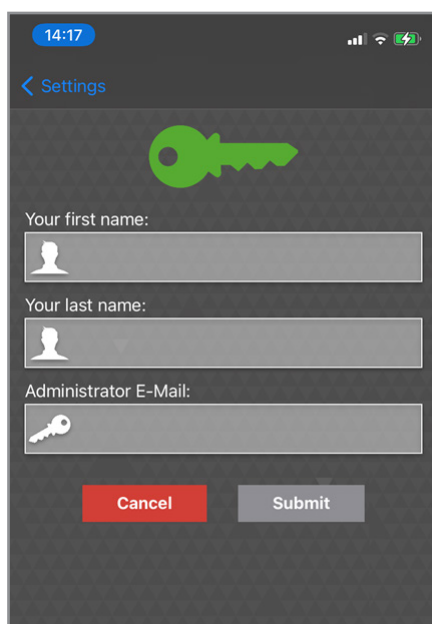 14:17
Settings
Your first name:
Your last name:
Administrator E-Mail:
Cancel
Submit